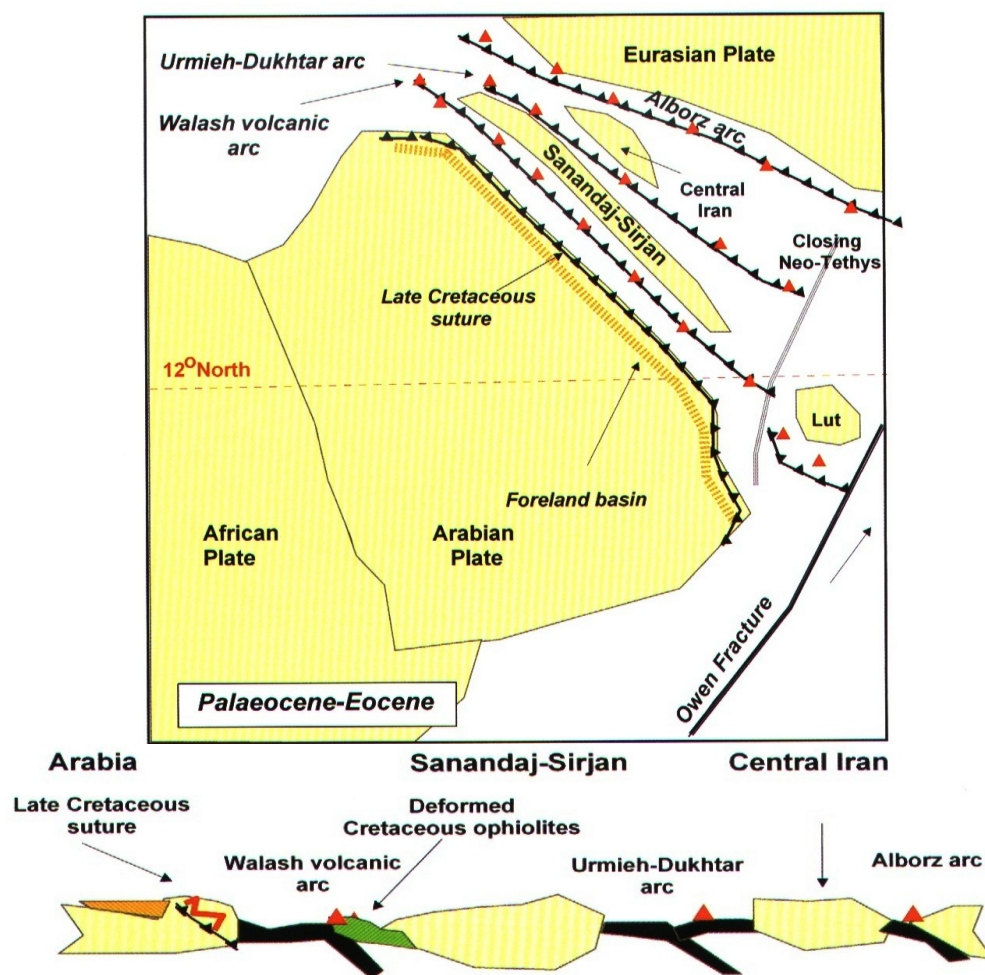 Eurasian Plate
Urmieh-Dukhtar arc
Walash volcanic
arc
Alborz arc
Sanandaj-Sirjan
Central
Iran
Closing
Neo-Tethys
Late Cretaceous
suture
12⁰North
Lut
Foreland basin
African
Plate
Arabian
Plate
Owen Fracture
Palaeocene-Eocene
Arabia
Sanandaj-Sirjan
Central Iran
Late Cretaceous
suture
Deformed
Cretaceous ophiolites
Walash volcanic
arc
Urmieh-Dukhtar
arc
Alborz arc